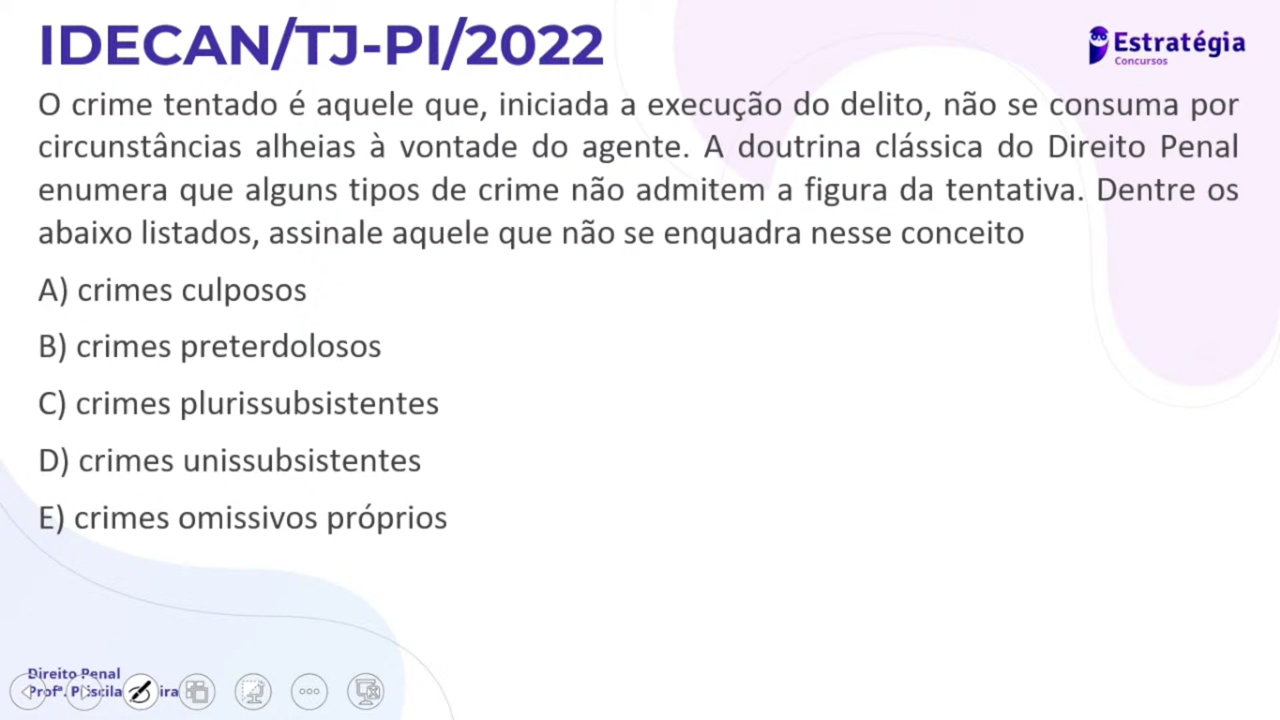 IDECAN/TJ-PI/2022
Estratégia
Concursos
O crime tentado é aquele que, iniciada a execução do delito, não se consuma por
circunstâncias alheias à vontade do agente. A doutrina clássica do Direito Penal
enumera que alguns tipos de crime não admitem a figura da tentativa. Dentre os
abaixo listados, assinale aquele que não se enquadra nesse conceito
A) crimes culposos
B) crimes preterdolosos
C) crimes plurissubsistentes
D) crimes unissubsistentes
E) crimes omissivos próprios
Direito Penal
Profª. Priscila